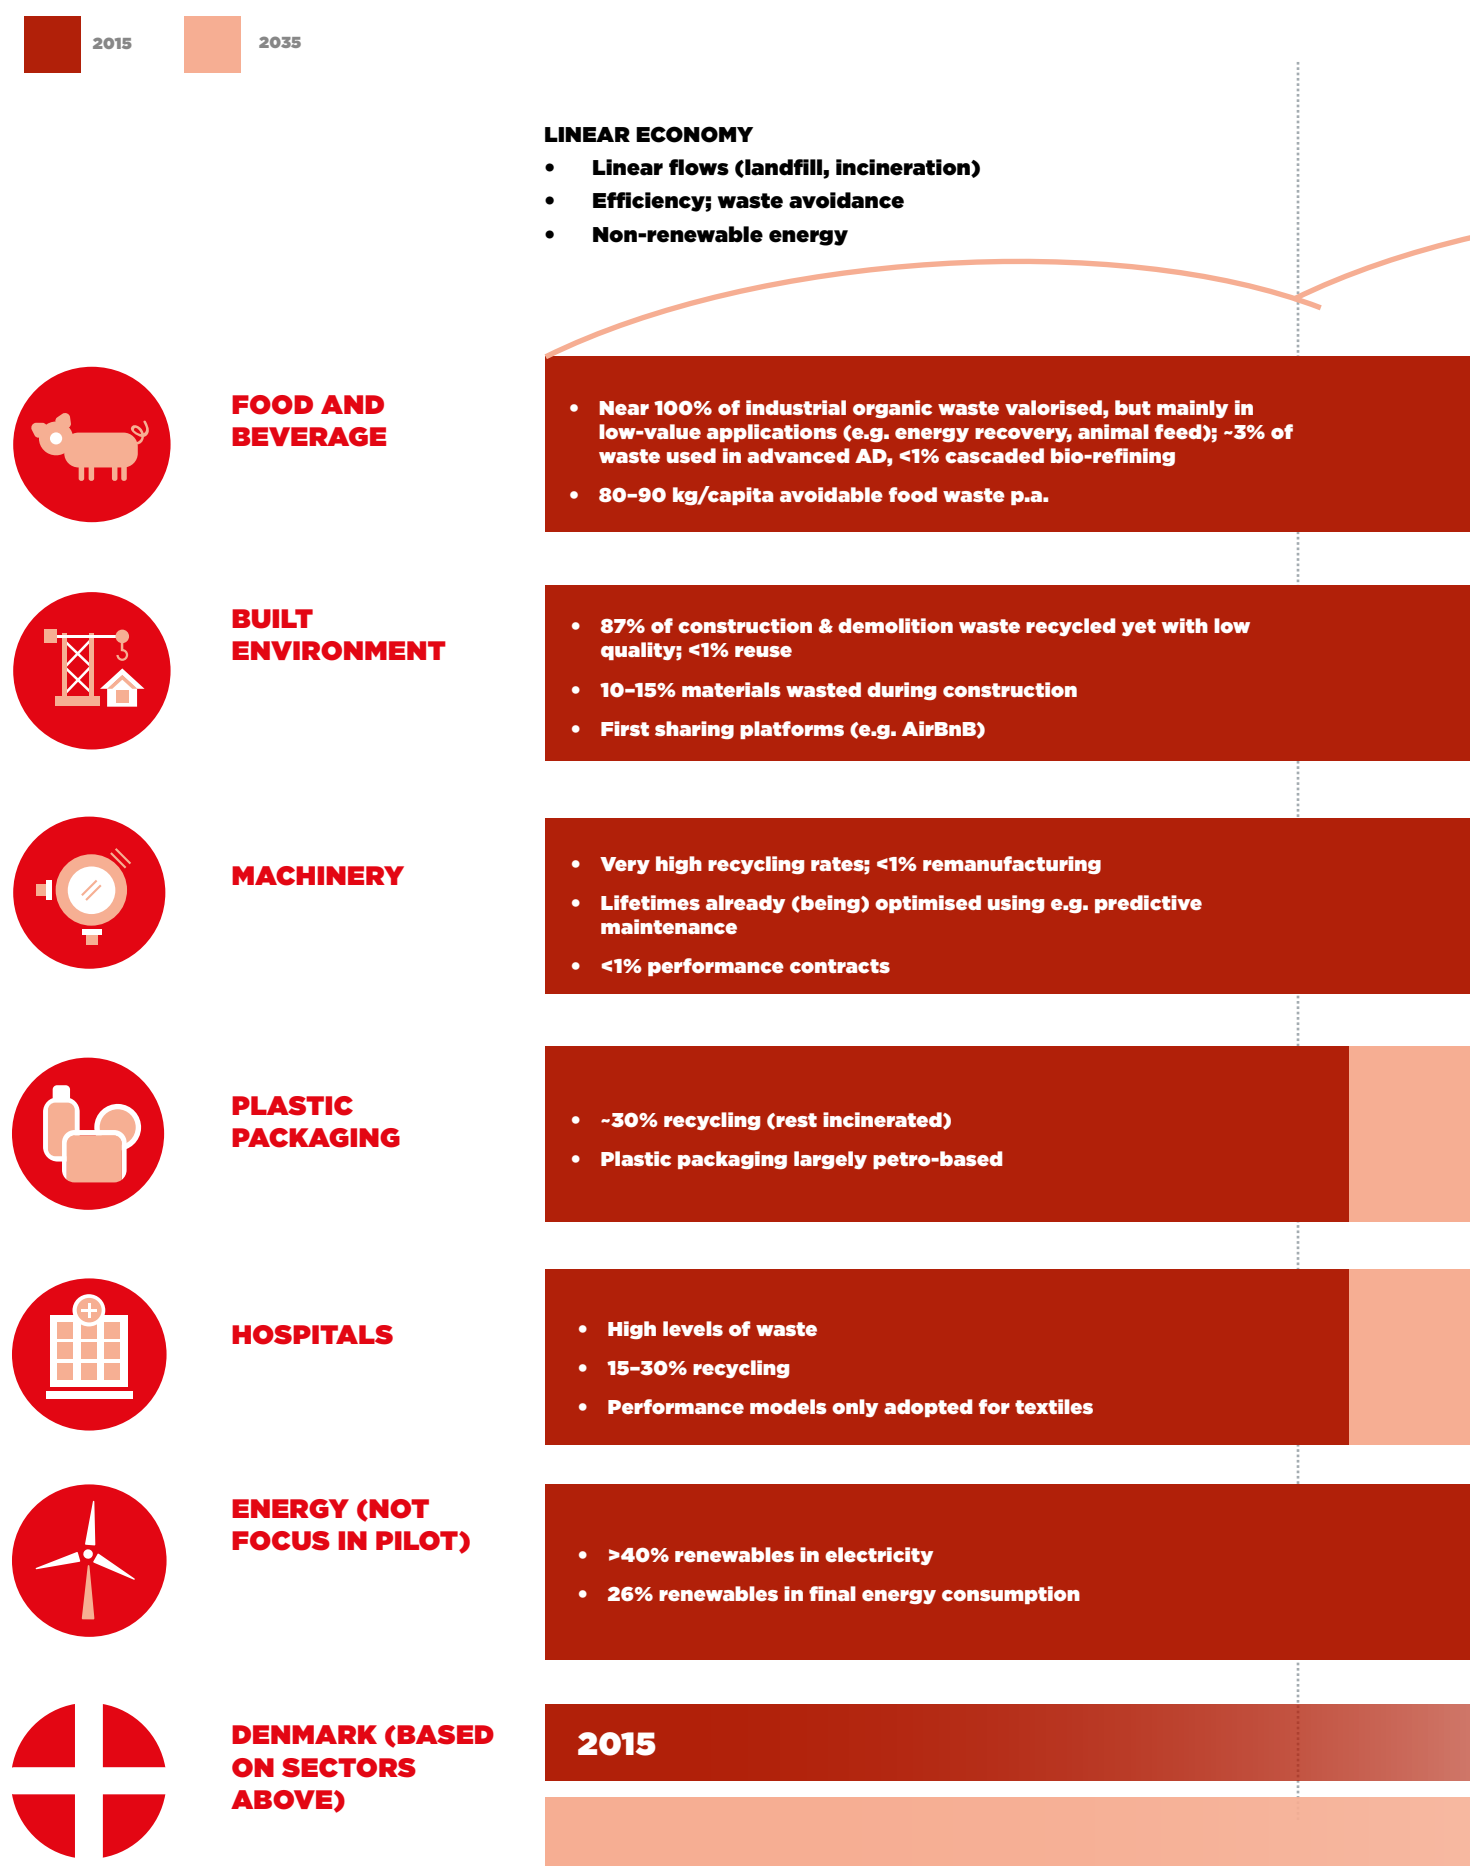 2015
2035
LINEAR ECONOMY
• Linear flows (landfill, incineration)
• Efficiency; waste avoidance
• Non-renewable energy
FOOD AND
BEVERAGE
• Near 100% of industrial organic waste valorised, but mainly in
low-value applications (e.g. energy recovery, animal feed); ~3% of
waste used in advanced AD, <1% cascaded bio-refining
• 80–90 kg/capita avoidable food waste p.a.
BUILT
ENVIRONMENT
• 87% of construction & demolition waste recycled yet with low
quality; <1% reuse
• 10–15% materials wasted during construction
• First sharing platforms (e.g. AirBnB)
MACHINERY
• Very high recycling rates; <1% remanufacturing
• Lifetimes already (being) optimised using e.g. predictive
maintenance
• <1% performance contracts
PLASTIC
PACKAGING
• ~30% recycling (rest incinerated)
• Plastic packaging largely petro-based
HOSPITALS
• High levels of waste
• 15–30% recycling
• Performance models only adopted for textiles
ENERGY (NOT
FOCUS IN PILOT)
• >40% renewables in electricity
• 26% renewables in final energy consumption
DENMARK (BASED
ON SECTORS
ABOVE)
2015